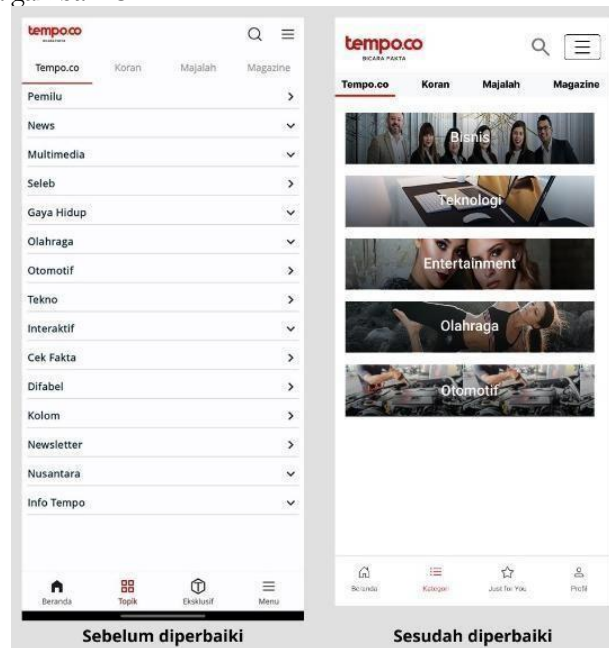 tempo.co
BICARA FAKTA
Tempo.co Koran Majalah Magazine
Pemilu
News
Multimedia
Seleb
Gaya Hidup
Olahraga
Otomotif
Tekno
Interaktif
Cek Fakta
Difabel
Kolom
Newsletter
Nusantara
Info Tempo
Beranda Topik Eksklusif Menu
Sebelum diperbaiki
tempo.co
BICARA FAKTA
Tempo.co Koran Majalah Magazine
Bisnis
Teknologi
Entertainment
Olahraga
Otomotif
Beranda Kategori Just for You Profil
Sesudah diperbaiki